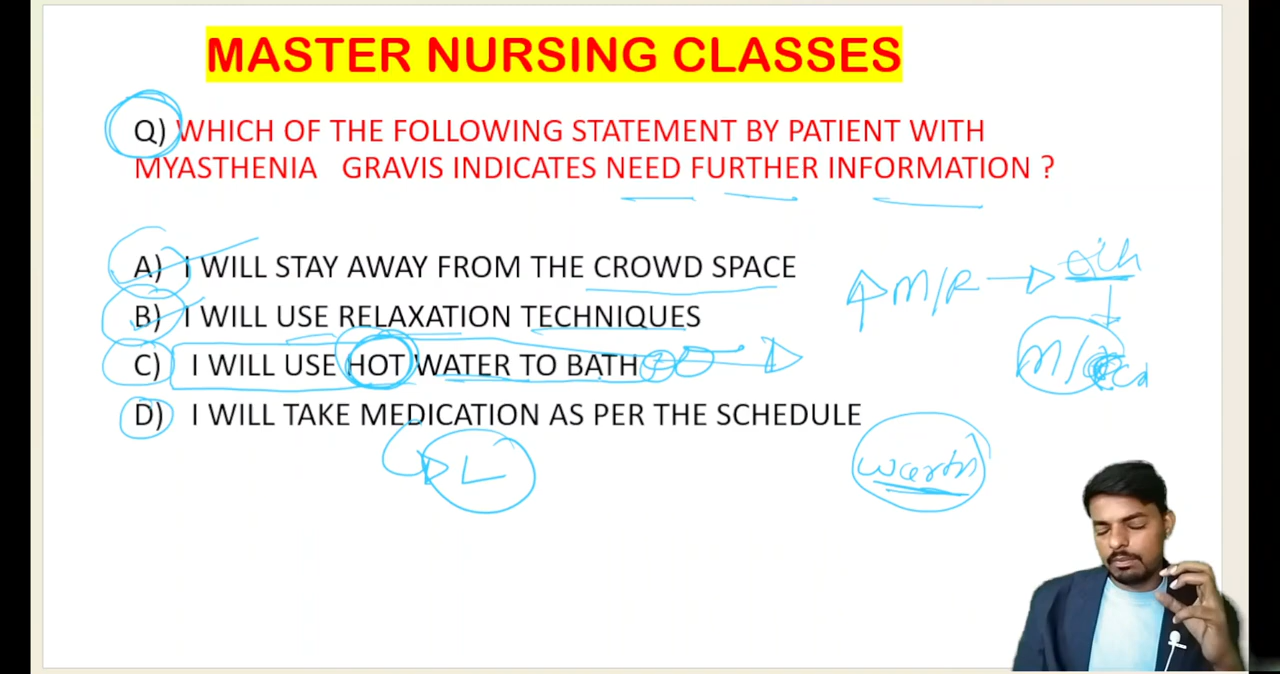 MASTER NURSING CLASSES
Q) WHICH OF THE FOLLOWING STATEMENT BY PATIENT WITH
MYASTHENIA GRAVIS INDICATES NEED FURTHER INFORMATION ?
A) I WILL STAY AWAY FROM THE CROWD SPACE
B) I WILL USE RELAXATION TECHNIQUES
C) I WILL USE HOT WATER TO BATH
D) I WILL TAKE MEDICATION AS PER THE SCHEDULE
M/R
M/
L
warm